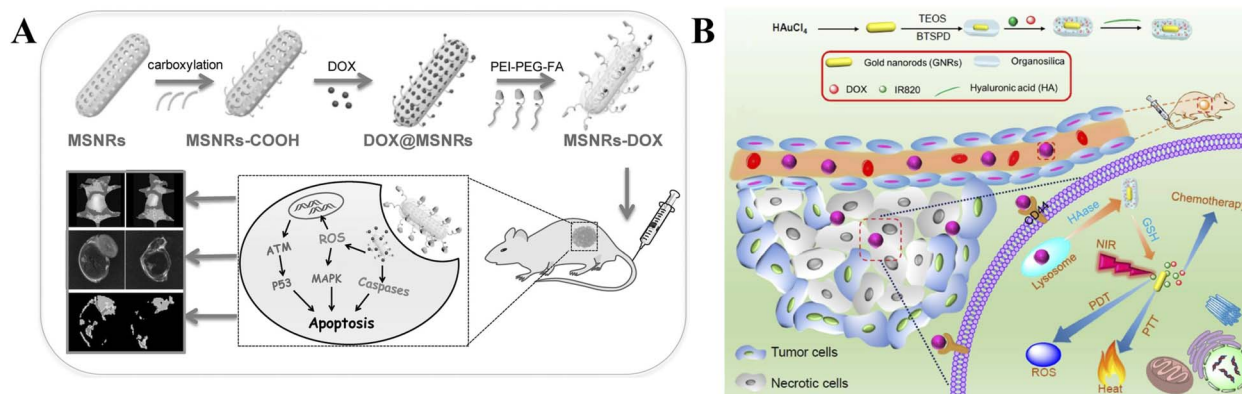 A
carboxylation
DOX
PEI-PEG-FA
MSNRs
MSNRs-COOH
DOX@MSNRs
MSNRs-DOX
ATM
ROS
P53
MAPK
Caspases
Apoptosis
B
HAuCl₄
TEOS
BTSPD
Gold nanorods (GNRs)
Organosilica
DOX
IR820
Hyaluronic acid (HA)
CD44
HAase
GSH
Chemotherapy
Lysosome
NIR
PDT
PTT
ROS
Heat
Tumor cells
Necrotic cells